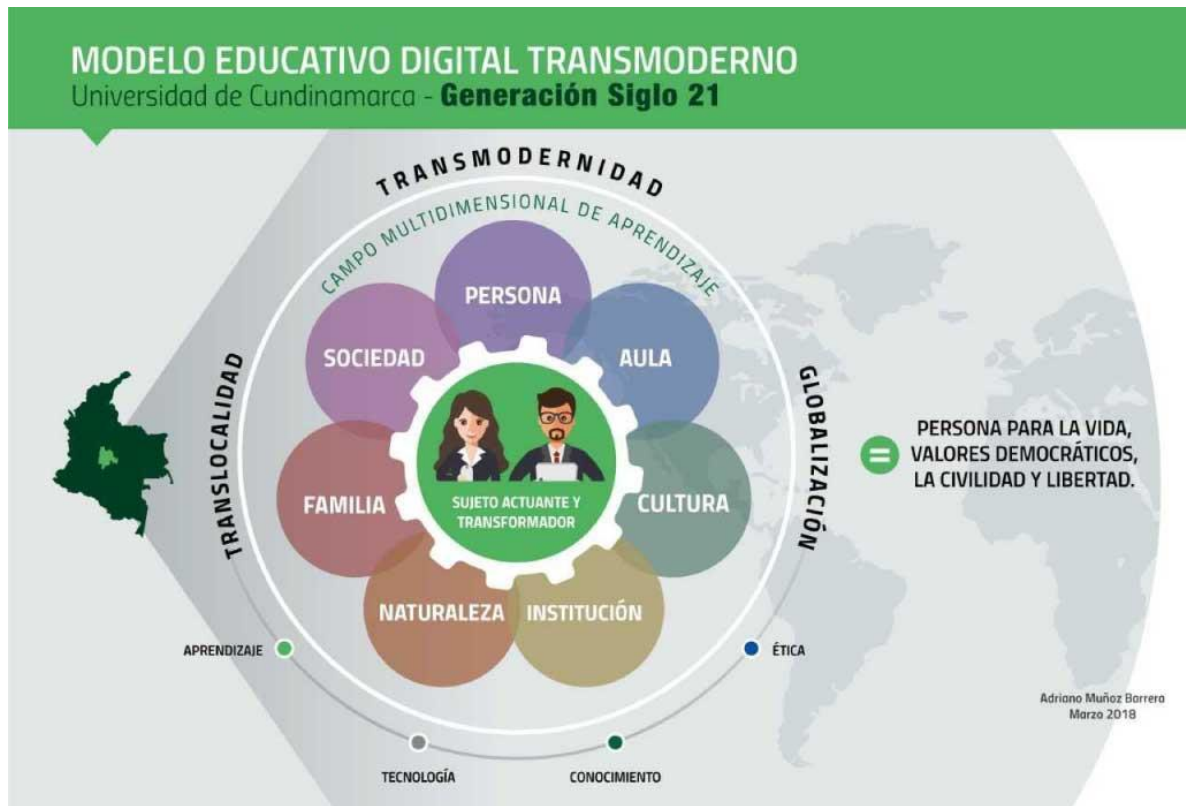 MODELO EDUCATIVO DIGITAL TRANSMODERNO
Universidad de Cundinamarca - Generación Siglo 21
TRANSMODERNIDAD
CAMPO MULTIDIMENSIONAL DE APRENDIZAJE
TRANSLOCALIDAD
GLOBALIZACIÓN
PERSONA
SOCIEDAD
AULA
FAMILIA
CULTURA
NATURALEZA
INSTITUCIÓN
SUJETO ACTUANTE Y
TRANSFORMADOR
PERSONA PARA LA VIDA,
VALORES DEMOCRÁTICOS,
LA CIVILIDAD Y LIBERTAD.
APRENDIZAJE
ÉTICA
TECNOLOGÍA
CONOCIMIENTO
Adriano Muñoz Barrera
Marzo 2018